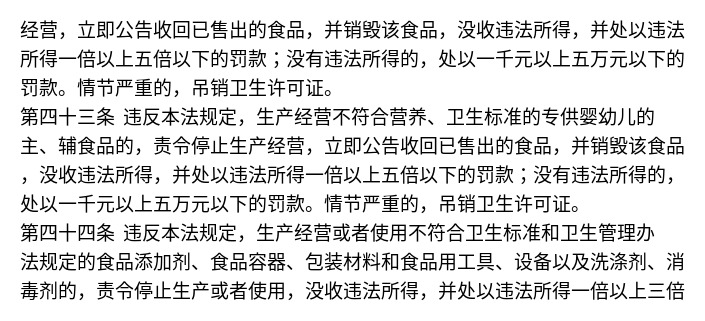 经营，立即公告收回已售出的食品，并销毁该食品，没收违法所得，并处以违法
所得一倍以上五倍以下的罚款；没有违法所得的，处以一千元以上五万元以下的
罚款。情节严重的，吊销卫生许可证。
第四十三条 违反本法规定，生产经营不符合营养、卫生标准的专供婴幼儿的
主、辅食品的，责令停止生产经营，立即公告收回已售出的食品，并销毁该食品
，没收违法所得，并处以违法所得一倍以上五倍以下的罚款；没有违法所得的，
处以一千元以上五万元以下的罚款。情节严重的，吊销卫生许可证。
第四十四条 违反本法规定，生产经营或者使用不符合卫生标准和卫生管理办
法规定的食品添加剂、食品容器、包装材料和食品用工具、设备以及洗涤剂、消
毒剂的，责令停止生产或者使用，没收违法所得，并处以违法所得一倍以上三倍